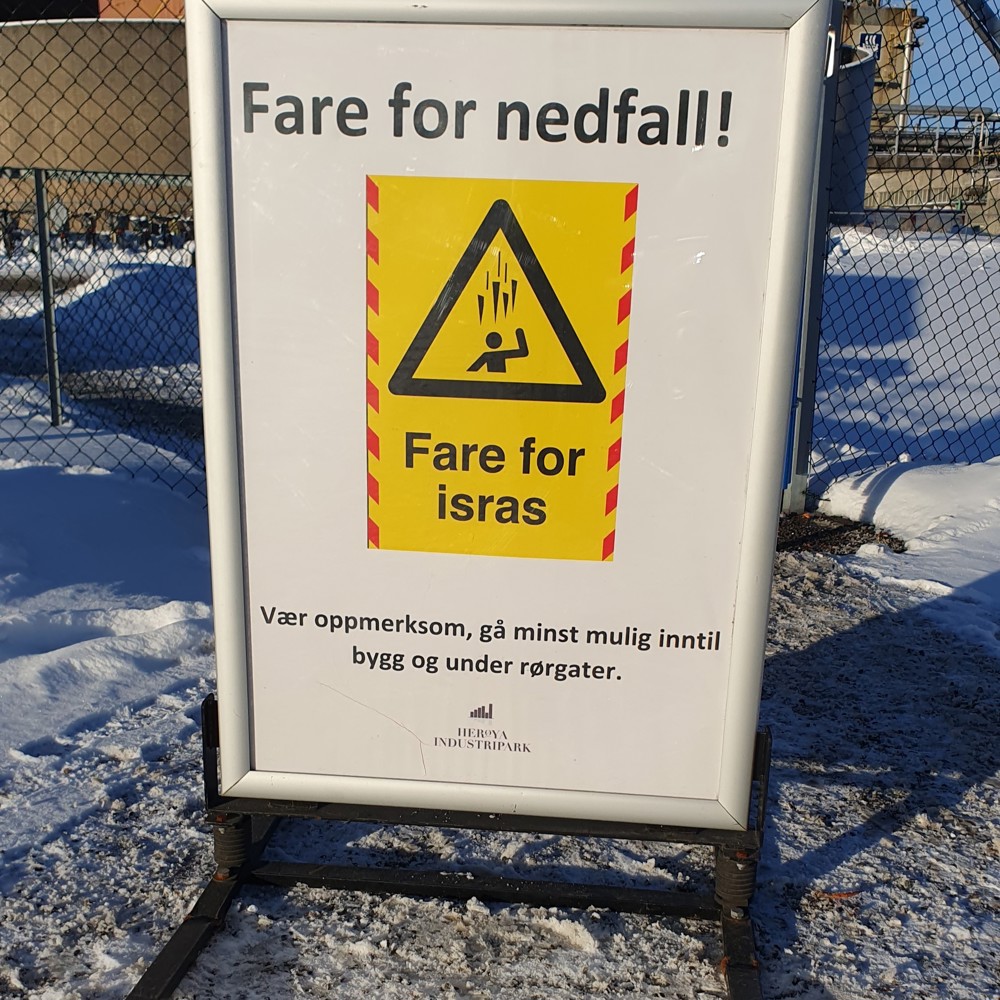 Fare for nedfall!
Fare for
isras
Vær oppmerksom, gå minst mulig inntil
bygg og under rørgater.
HERØYA
INDUSTRIPARK